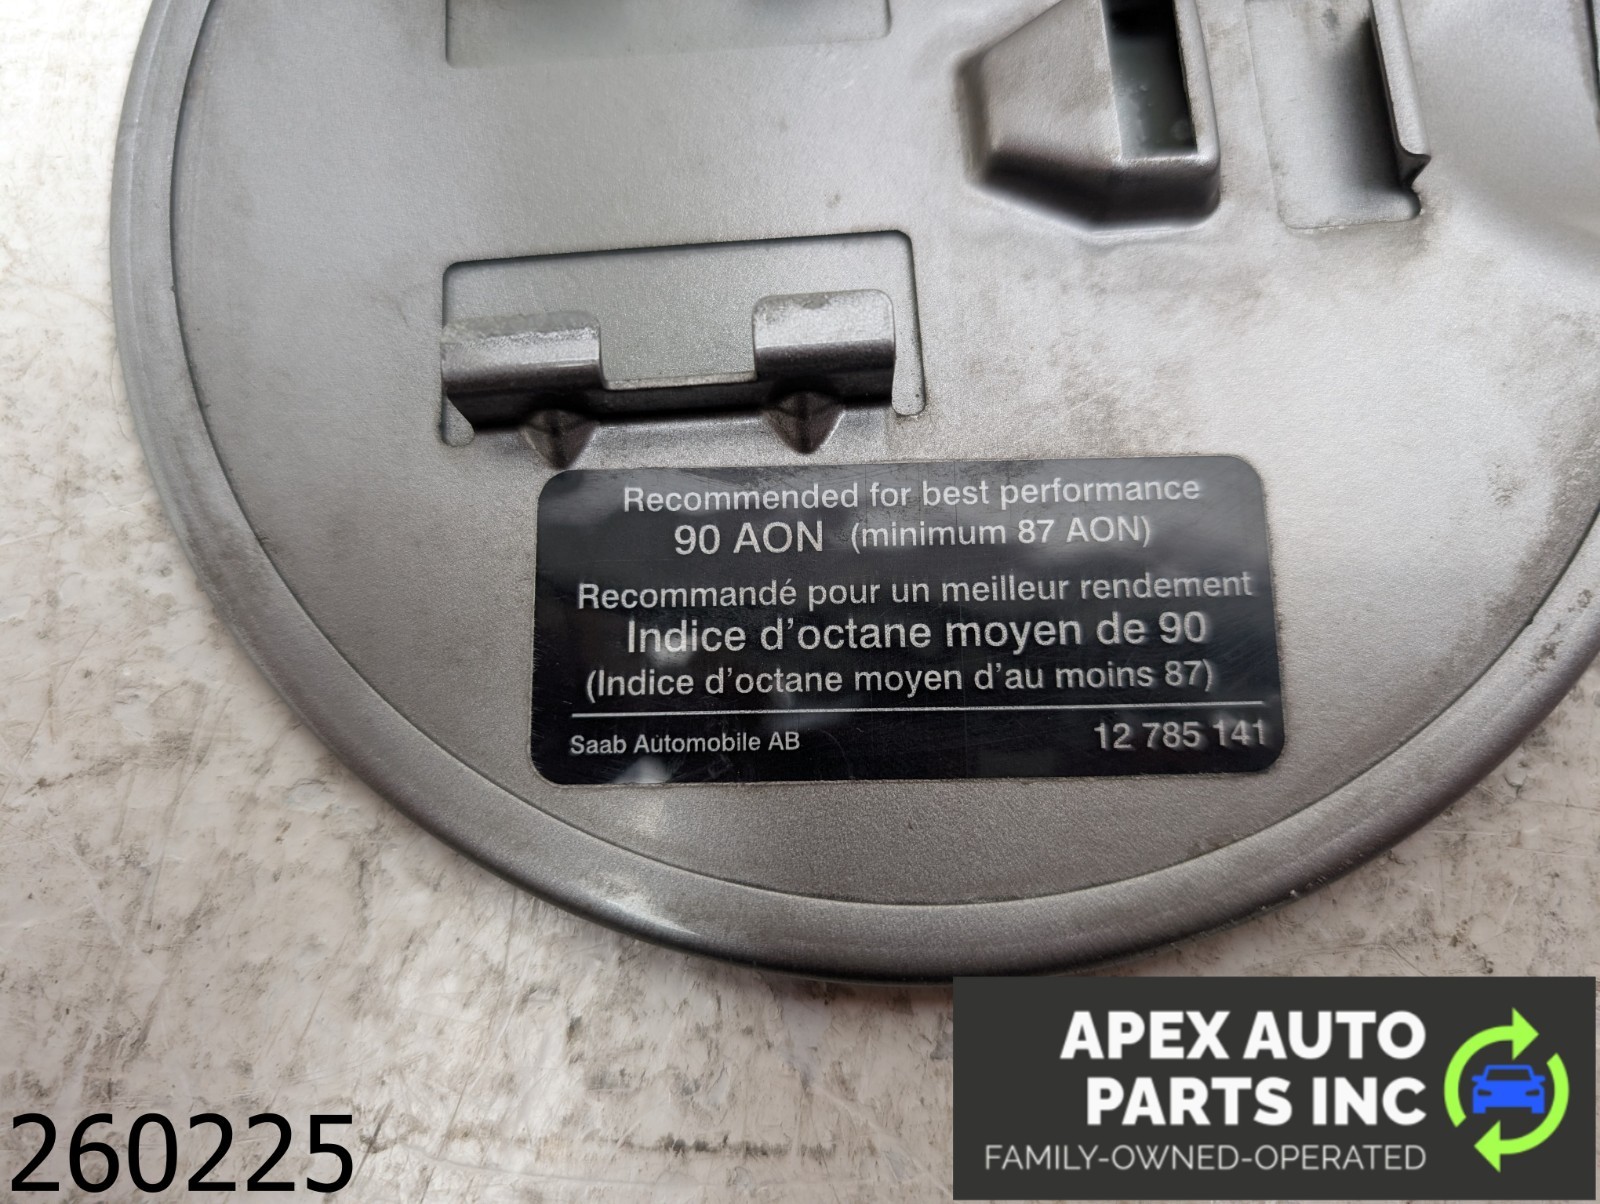 Recommended for best performance
90 AON (minimum 87 AON)
Recommandé pour un meilleur rendement
Indice d'octane moyen de 90
(Indice d'octane moyen d'au moins 87)
Saab Automobile AB 12 785 141
APEX AUTO
PARTS INC
FAMILY-OWNED-OPERATED
260225